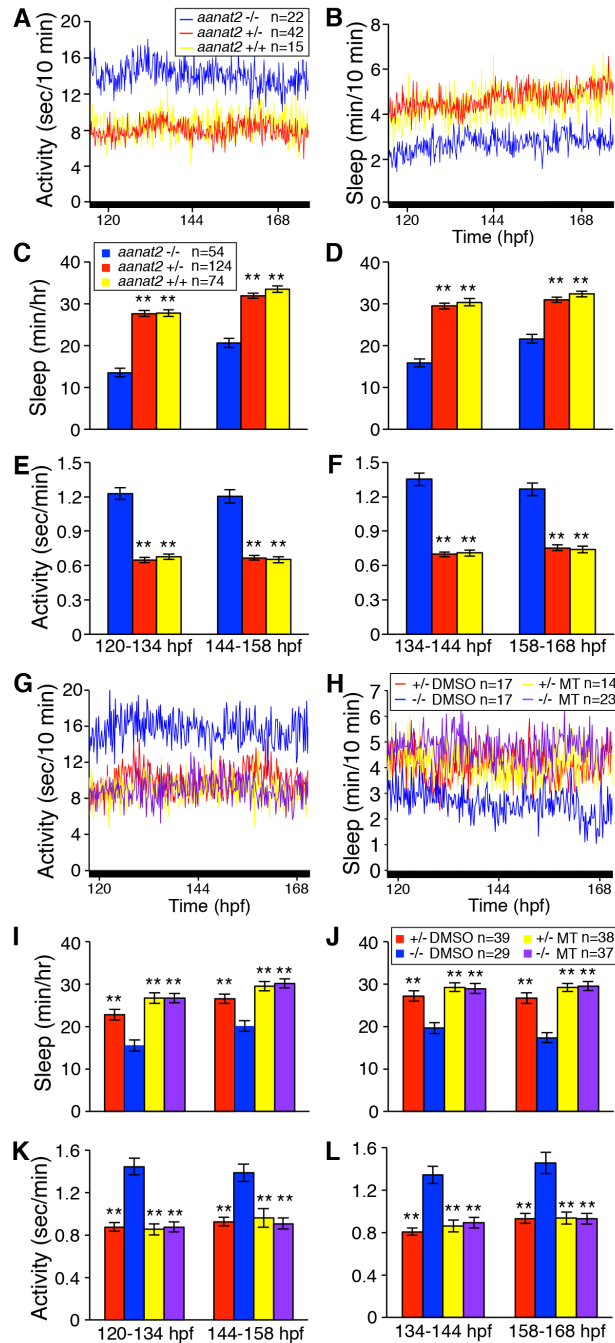 A
aanat2 -/- n=22
aanat2 +/- n=42
aanat2 +/+ n=15
Activity (sec/10 min)
20
16
12
8
4
0
120 144 168
B
Sleep (min/10 min)
8
6
4
2
0
120 144 168
Time (hpf)
C
aanat2 -/- n=54
aanat2 +/- n=124
aanat2 +/+ n=74
Sleep (min/hr)
40
30
20
10
0
** ** ** **
D
40
30
20
10
0
** ** ** **
E
Activity (sec/min)
1.5
1.2
0.9
0.6
0.3
0
** ** ** **
120-134 hpf 144-158 hpf
F
1.5
1.2
0.9
0.6
0.3
0
** ** ** **
134-144 hpf 158-168 hpf
G
Activity (sec/10 min)
20
16
12
8
4
0
120 144 168
Time (hpf)
H
+/- DMSO n=17 +/- MT n=14
-/- DMSO n=17 -/- MT n=23
Sleep (min/10 min)
7
6
5
4
3
2
1
0
120 144 168
Time (hpf)
I
Sleep (min/hr)
40
30
20
10
0
** ** ** ** ** **
J
+/- DMSO n=39 +/- MT n=38
-/- DMSO n=29 -/- MT n=37
40
30
20
10
0
** ** ** ** ** **
K
Activity (sec/min)
1.6
1.2
0.8
0.4
0
** ** ** ** ** **
120-134 hpf 144-158 hpf
L
1.6
1.2
0.8
0.4
0
** ** ** ** ** **
134-144 hpf 158-168 hpf